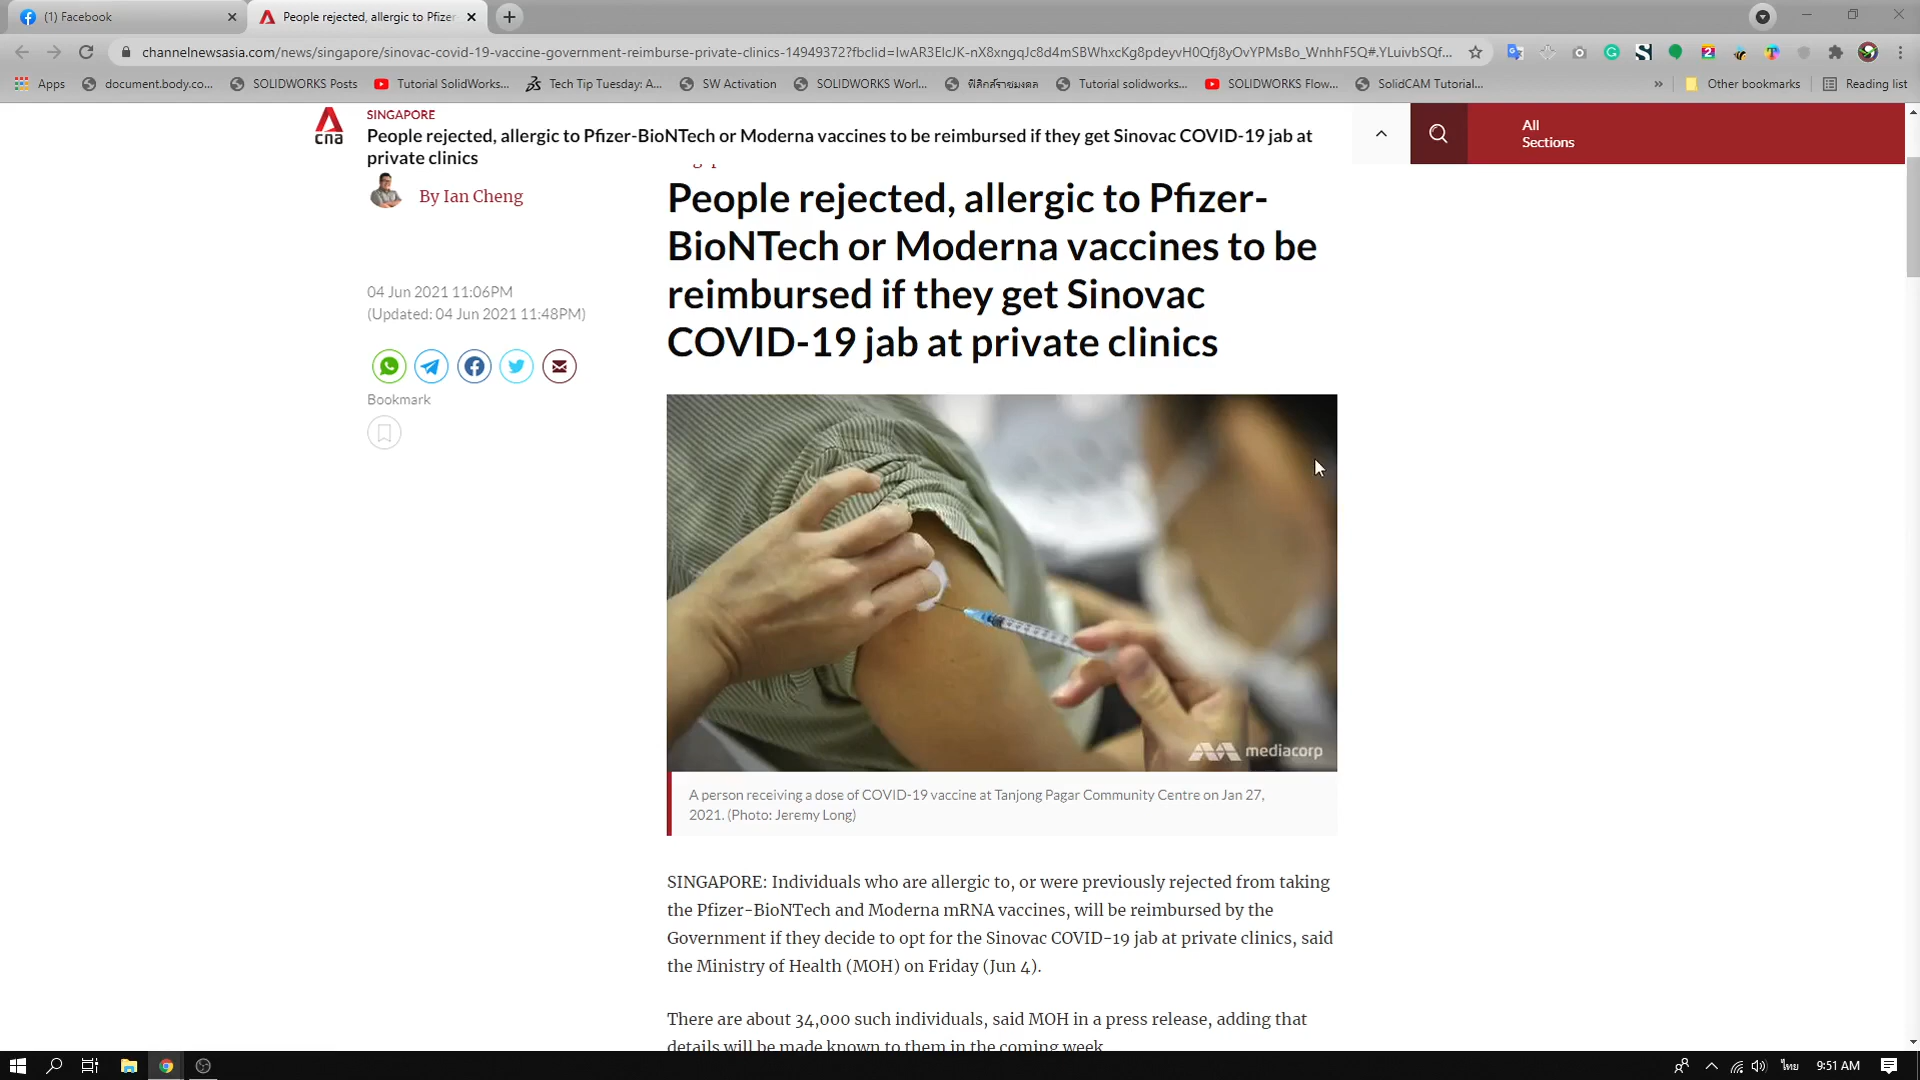 (1) Facebook
People rejected, allergic to Pfizer
channelnewsasia.com/news/singapore/sinovac-covid-19-vaccine-government-reimburse-private-clinics-14949372?fbclid=IwAR3ElcJK-nX8xngqJc8d4mSBWhxcKg8pdeyvH0Qfj8yOvYPMsBo_WnhhF5Q#.YLuivbSQf...
Apps
document.body.co...
SOLIDWORKS Posts
Tutorial SolidWorks...
Tech Tip Tuesday: A...
SW Activation
SOLIDWORKS Worl...
ฟิสิกส์ราชมงคล
Tutorial solidworks...
SOLIDWORKS Flow...
SolidCAM Tutorial...
»
Other bookmarks
Reading list
cna
SINGAPORE
People rejected, allergic to Pfizer-BioNTech or Moderna vaccines to be reimbursed if they get Sinovac COVID-19 jab at
private clinics
All
Sections
By Ian Cheng
04 Jun 2021 11:06PM
(Updated: 04 Jun 2021 11:48PM)
Bookmark
People rejected, allergic to Pfizer-
BioNTech or Moderna vaccines to be
reimbursed if they get Sinovac
COVID-19 jab at private clinics
mediacorp
A person receiving a dose of COVID-19 vaccine at Tanjong Pagar Community Centre on Jan 27,
2021. (Photo: Jeremy Long)
SINGAPORE: Individuals who are allergic to, or were previously rejected from taking
the Pfizer-BioNTech and Moderna mRNA vaccines, will be reimbursed by the
Government if they decide to opt for the Sinovac COVID-19 jab at private clinics, said
the Ministry of Health (MOH) on Friday (Jun 4).
There are about 34,000 such individuals, said MOH in a press release, adding that
details will be made known to them in the coming week.
ไทย
9:51 AM